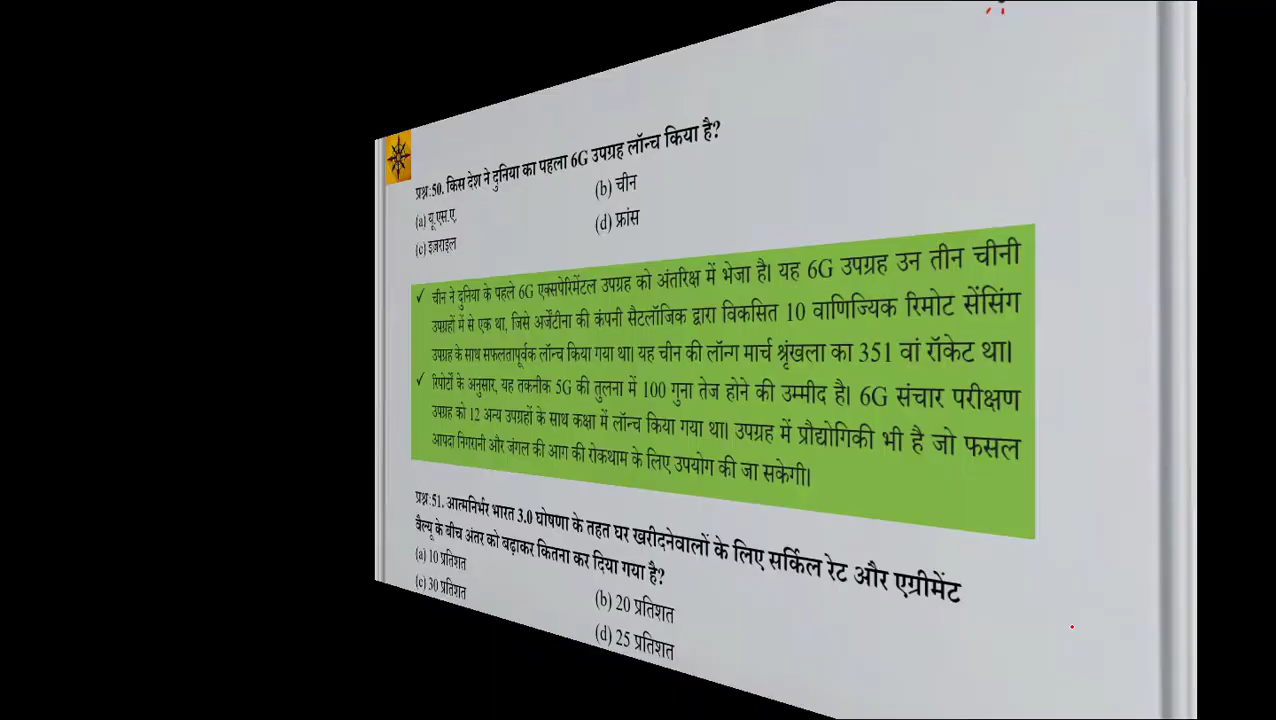 प्रश्न:50. किस देश ने दुनिया का पहला 6G उपग्रह लॉन्च किया है?
(a) यू.एस.ए. (b) चीन
(c) इजराइल (d) फ्रांस
✓ चीन ने दुनिया के पहले 6G एक्सपेरिमेंटल उपग्रह को अंतरिक्ष में भेजा है। यह 6G उपग्रह उन तीन चीनी
उपग्रहों में से एक था, जिसे अर्जेंटीना की कंपनी सैटलॉजिक द्वारा विकसित 10 वाणिज्यिक रिमोट सेंसिंग
उपग्रह के साथ सफलतापूर्वक लॉन्च किया गया था। यह चीन की लॉन्ग मार्च श्रृंखला का 351 वां रॉकेट था।
✓ रिपोर्टों के अनुसार, यह तकनीक 5G की तुलना में 100 गुना तेज होने की उम्मीद है। 6G संचार परीक्षण
उपग्रह को 12 अन्य उपग्रहों के साथ कक्षा में लॉन्च किया गया था। उपग्रह में प्रौद्योगिकी भी है जो फसल
आपदा निगरानी और जंगल की आग की रोकथाम के लिए उपयोग की जा सकेगी।
प्रश्न:51. आत्मनिर्भर भारत 3.0 घोषणा के तहत घर खरीदनेवालों के लिए सर्किल रेट और एग्रीमेंट
वैल्यू के बीच अंतर को बढ़ाकर कितना कर दिया गया है?
(a) 10 प्रतिशत (b) 20 प्रतिशत
(c) 30 प्रतिशत (d) 25 प्रतिशत